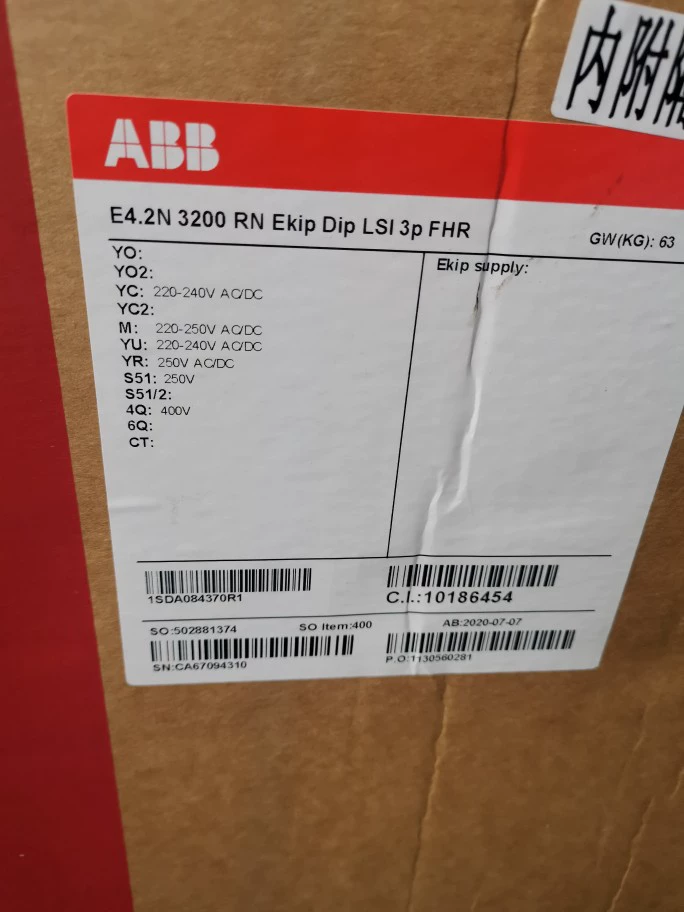 内附
ABB
E4.2N 3200 RN Ekip Dip LSI 3p FHR
GW(KG): 63
YO:
YO2:
YC: 220-240V AC/DC
YC2:
M: 220-250V AC/DC
YU: 220-240V AC/DC
YR: 250V AC/DC
S51: 250V
S51/2:
4Q: 400V
6Q:
CT:
Ekip supply:
1SDA084370R1
C.I.:10186454
SO:502881374
SO Item:400
AB:2020-07-07
SN:CA67094310
P.O:1130560281